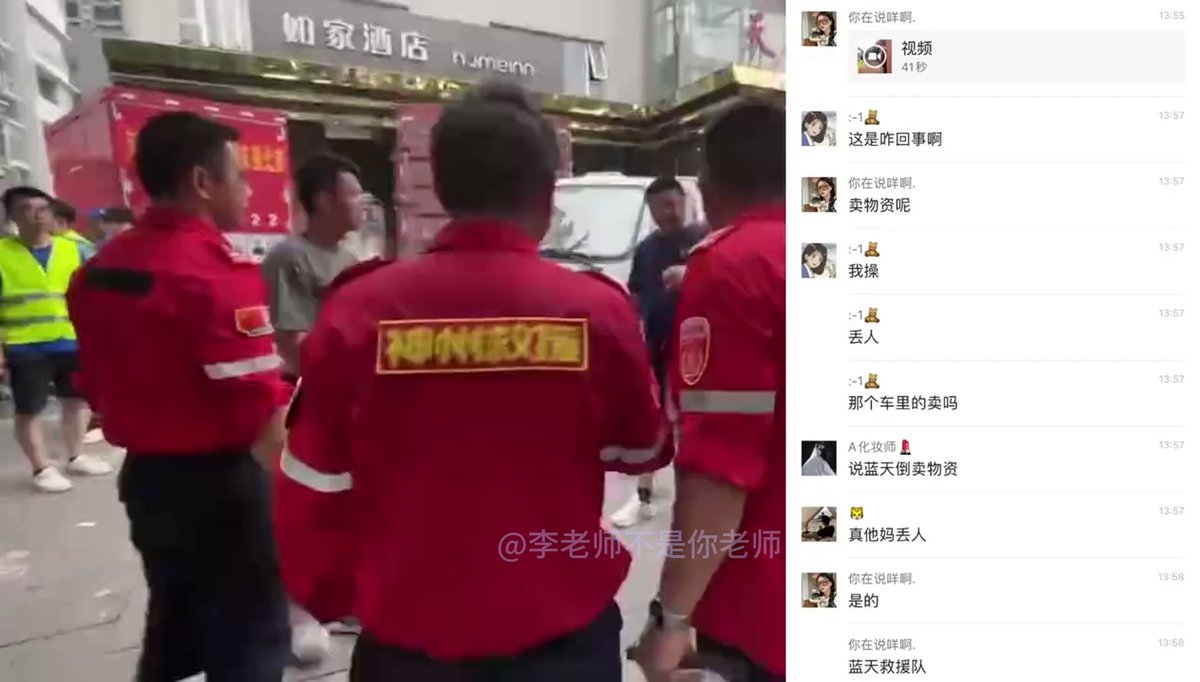 如家酒店
神州救援
22
@李老师不是你老师
你在说咩啊.
13:55
视频
41秒
:-1🧸
13:57
这是咋回事啊
你在说咩啊.
13:57
卖物资呢
:-1🧸
13:57
我操
:-1🧸
13:57
丢人
:-1🧸
13:57
那个车里的卖吗
A化妆师💄
13:57
说蓝天倒卖物资
🐯
13:57
真他妈丢人
你在说咩啊.
13:58
是的
你在说咩啊.
13:58
蓝天救援队